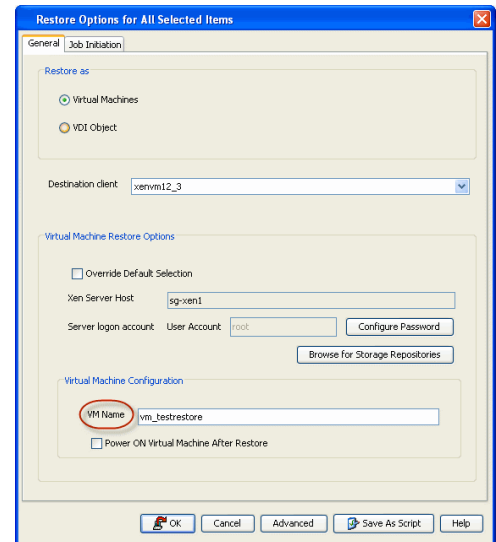 Restore Options for All Selected Items
General Job Initiation
Restore as
Virtual Machines
VDI Object
Destination client xenvm12_3
Virtual Machine Restore Options
Override Default Selection
Xen Server Host sg-xen1
Server logon account User Account root Configure Password
Browse for Storage Repositories
Virtual Machine Configuration
VM Name vm_testrestore
Power ON Virtual Machine After Restore
OK Cancel Advanced Save As Script Help